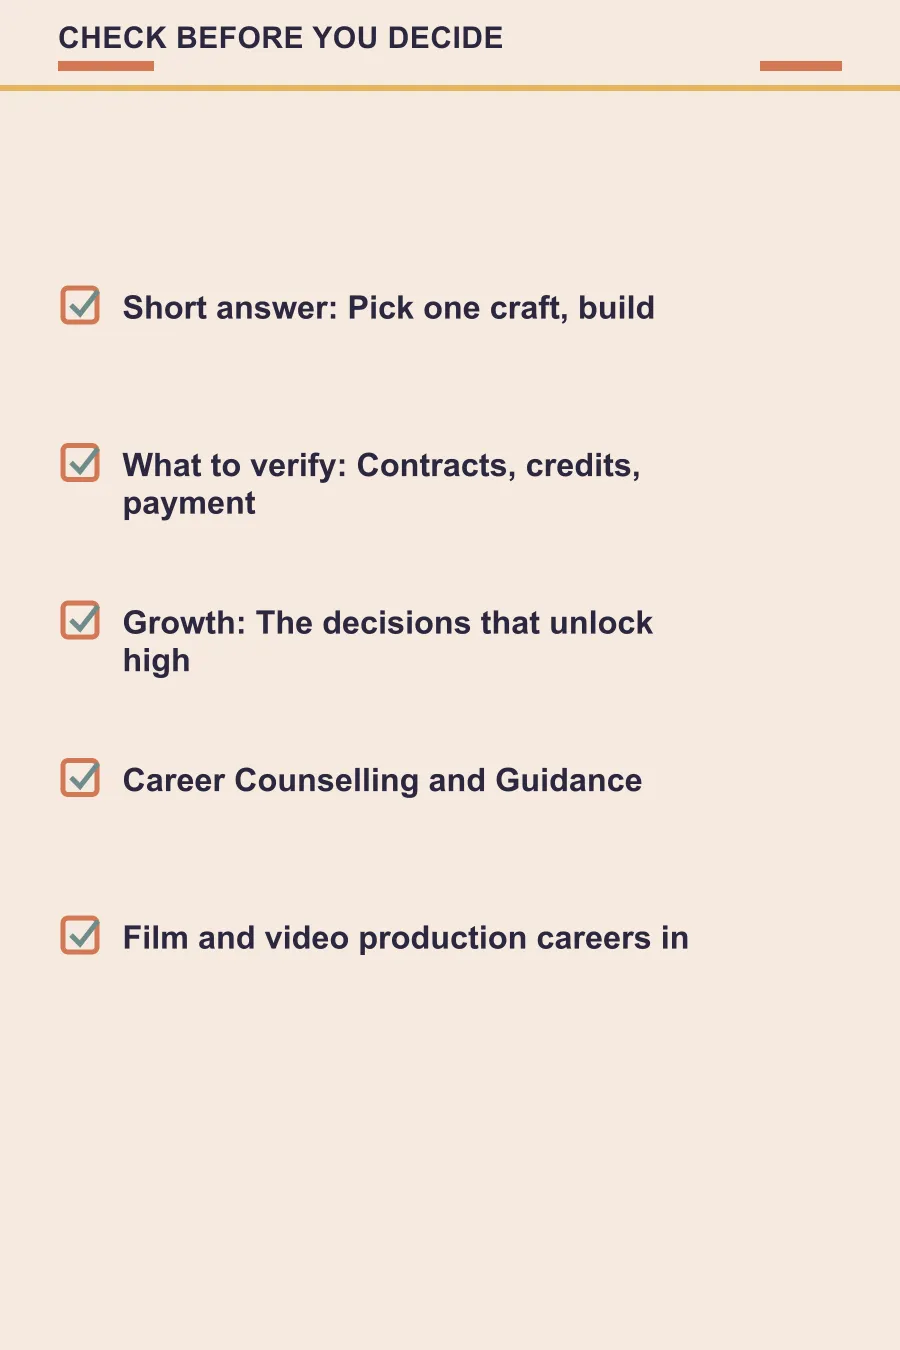 CHECK BEFORE YOU DECIDE
Short answer: Pick one craft, build
What to verify: Contracts, credits,
payment
Growth: The decisions that unlock
high
Career Counselling and Guidance
Film and video production careers in